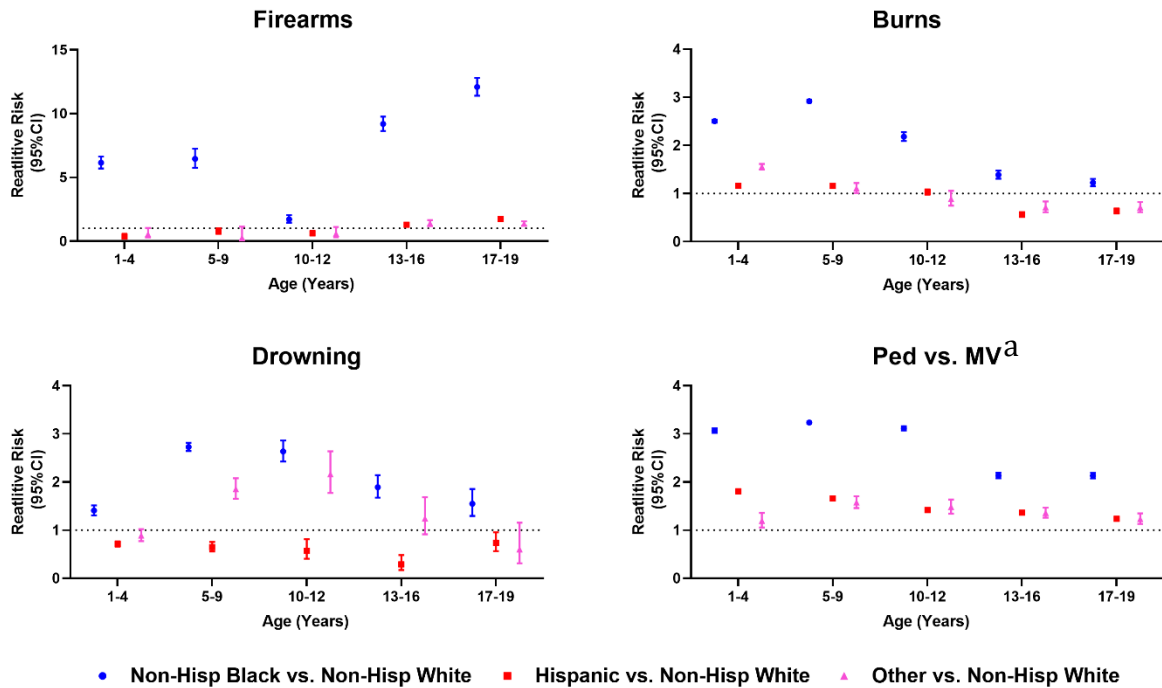 Firearms
Reatlitive Risk
(95%CI)
15
10
5
0
1-4 5-9 10-12 13-16 17-19
Age (Years)
Burns
Reatlitive Risk
(95%CI)
4
3
2
1
0
1-4 5-9 10-12 13-16 17-19
Age (Years)
Drowning
Reatlitive Risk
(95%CI)
4
3
2
1
0
1-4 5-9 10-12 13-16 17-19
Age (Years)
Ped vs. MVa
Reatlitive Risk
(95%CI)
4
3
2
1
0
1-4 5-9 10-12 13-16 17-19
Age (Years)
Non-Hisp Black vs. Non-Hisp White Hispanic vs. Non-Hisp White Other vs. Non-Hisp White